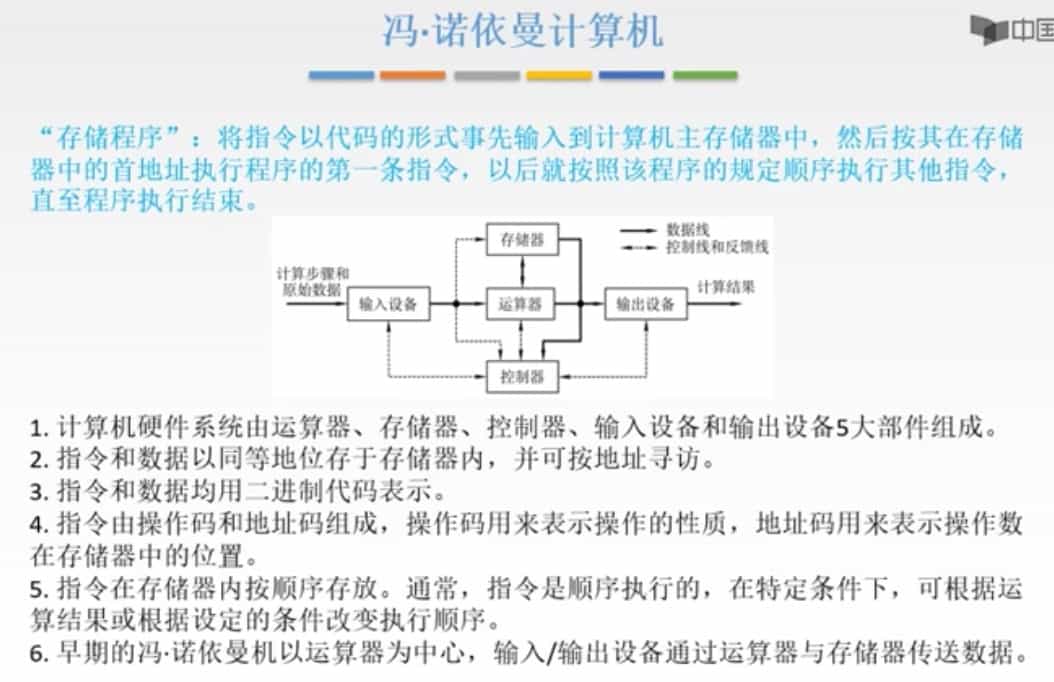 冯·诺依曼计算机
中国
“存储程序”：将指令以代码的形式事先输入到计算机主存储器中，然后按其在存储
器中的首地址执行程序的第一条指令，以后就按照该程序的规定顺序执行其他指令，
直至程序执行结束。
存储器
数据线
控制线和反馈线
计算步骤和
原始数据
输入设备
运算器
输出设备
计算结果
控制器
1. 计算机硬件系统由运算器、存储器、控制器、输入设备和输出设备5大部件组成。
2. 指令和数据以同等地位存于存储器内，并可按地址寻访。
3. 指令和数据均用二进制代码表示。
4. 指令由操作码和地址码组成，操作码用来表示操作的性质，地址码用来表示操作数
在存储器中的位置。
5. 指令在存储器内按顺序存放。通常，指令是顺序执行的，在特定条件下，可根据运
算结果或根据设定的条件改变执行顺序。
6. 早期的冯·诺依曼机以运算器为中心，输入/输出设备通过运算器与存储器传送数据。